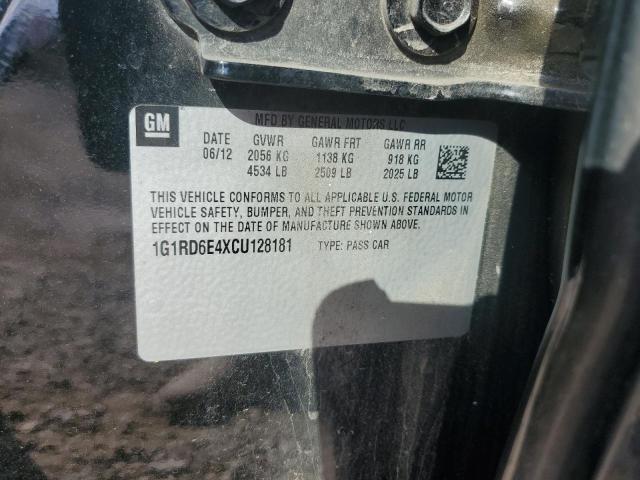 GM
MFD BY GENERAL MOTORS LLC
DATE GVWR GAWR FRT GAWR RR
06/12 2056 KG 1138 KG 918 KG
4534 LB 2509 LB 2025 LB
THIS VEHICLE CONFORMS TO ALL APPLICABLE U.S. FEDERAL MOTOR
VEHICLE SAFETY, BUMPER, AND THEFT PREVENTION STANDARDS IN
EFFECT ON THE DATE OF MANUFACTURE SHOWN ABOVE.
1G1RD6E4XCU128181 TYPE: PASS CAR